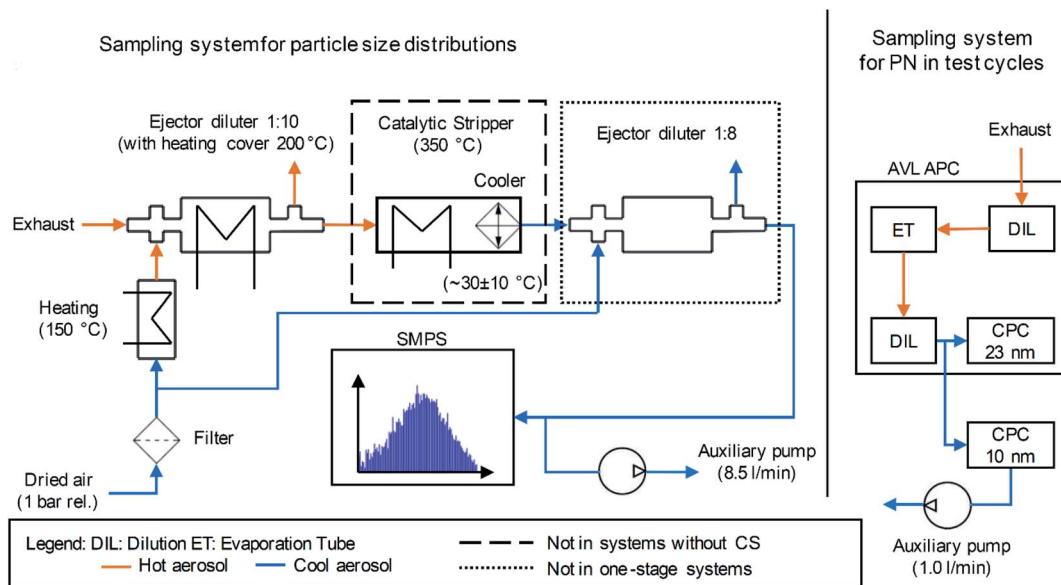 Sampling system for particle size distributions
Sampling system
for PN in test cycles
Ejector diluter 1:10
(with heating cover 200 °C)
Catalytic Stripper
(350 °C)
Ejector diluter 1:8
Exhaust
AVL APC
Cooler
Exhaust
ET
DIL
(~30±10 °C)
Heating
(150 °C)
SMPS
DIL
CPC
23 nm
Filter
CPC
10 nm
Dried air
(1 bar rel.)
Auxiliary pump
(8.5 l/min)
Legend: DIL: Dilution ET: Evaporation Tube
Hot aerosol
Cool aerosol
Not in systems without CS
Not in one-stage systems
Auxiliary pump
(1.0 l/min)